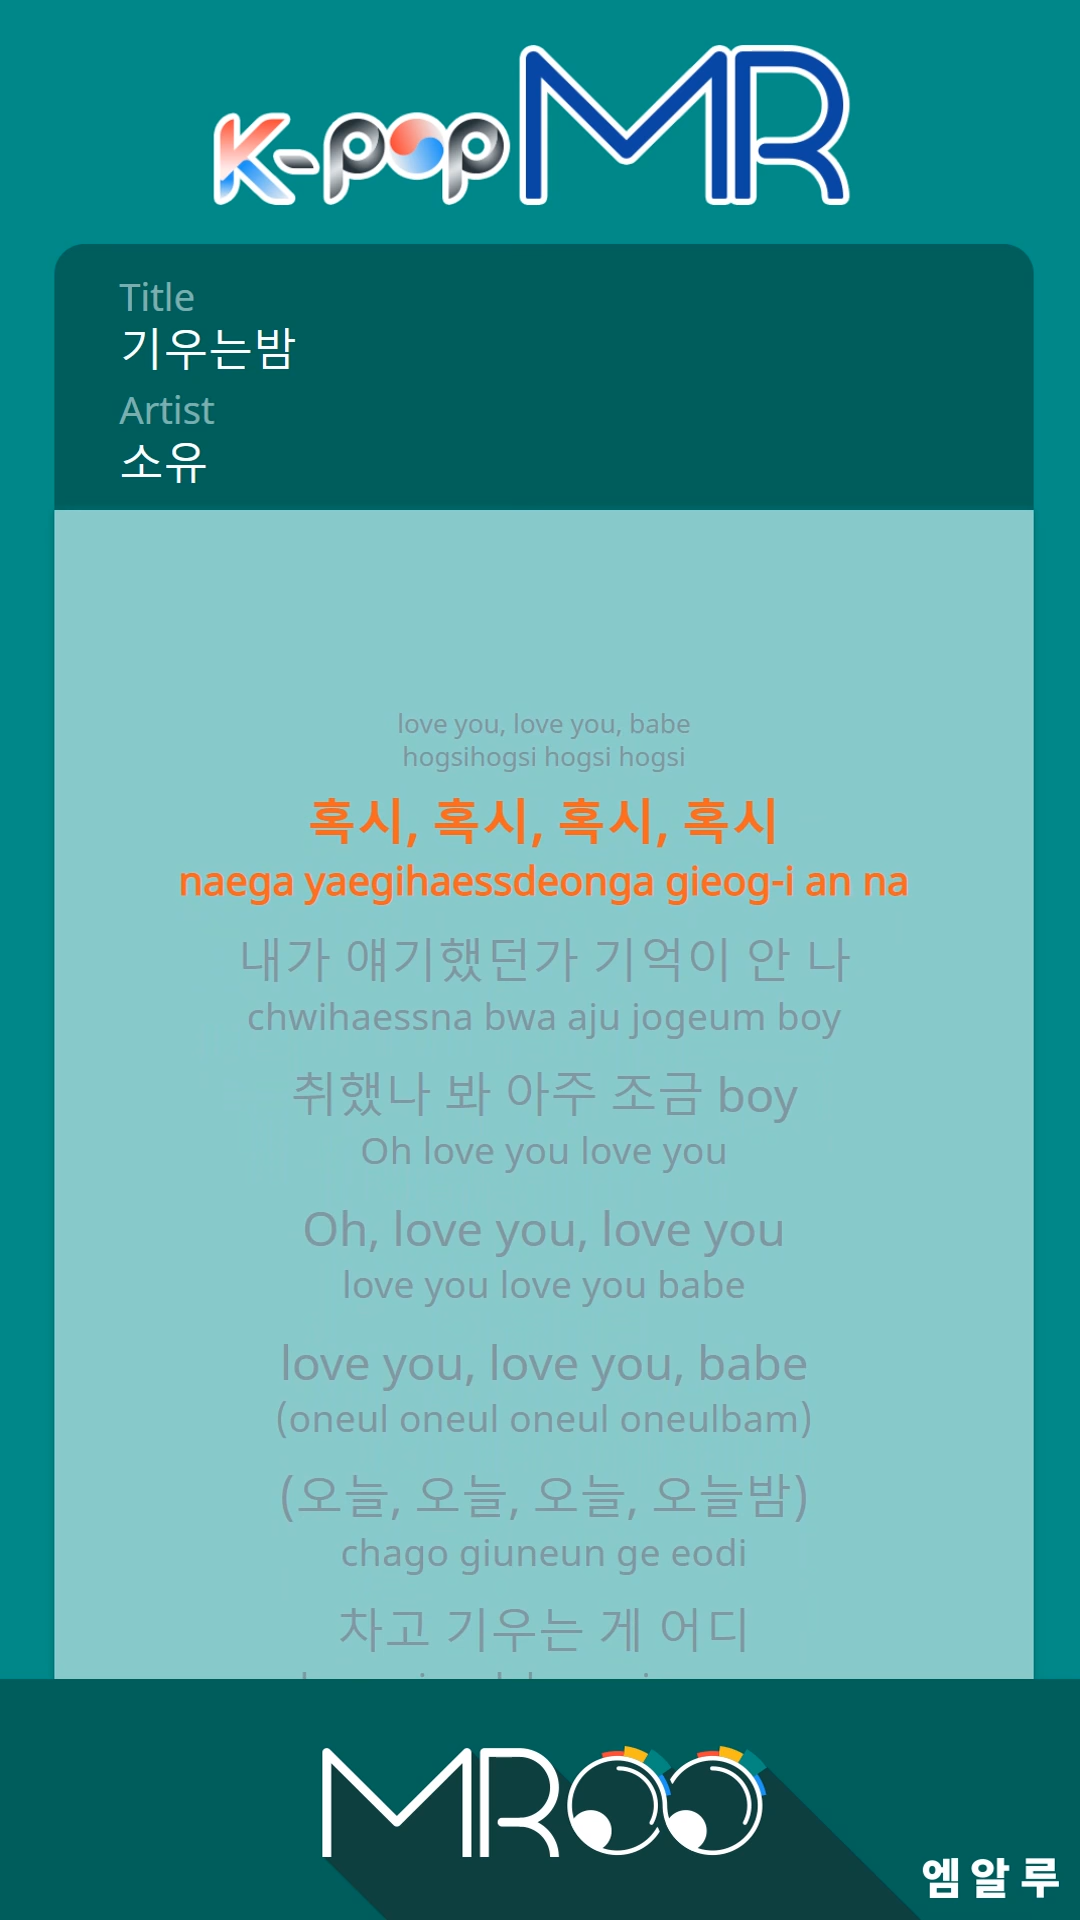 K-pop MR
Title
기우는밤
Artist
소유
love you, love you, babe
hogsihogsi hogsi hogsi
혹시, 혹시, 혹시, 혹시
naega yaegihaessdeonga gieog-i an na
내가 얘기했던가 기억이 안 나
chwihaessna bwa aju jogeum boy
취했나 봐 아주 조금 boy
Oh love you love you
Oh, love you, love you
love you love you babe
love you, love you, babe
(oneul oneul oneul oneulbam)
(오늘, 오늘, 오늘, 오늘밤)
chago giuneun ge eodi
차고 기우는 게 어디
MROO
엠알루